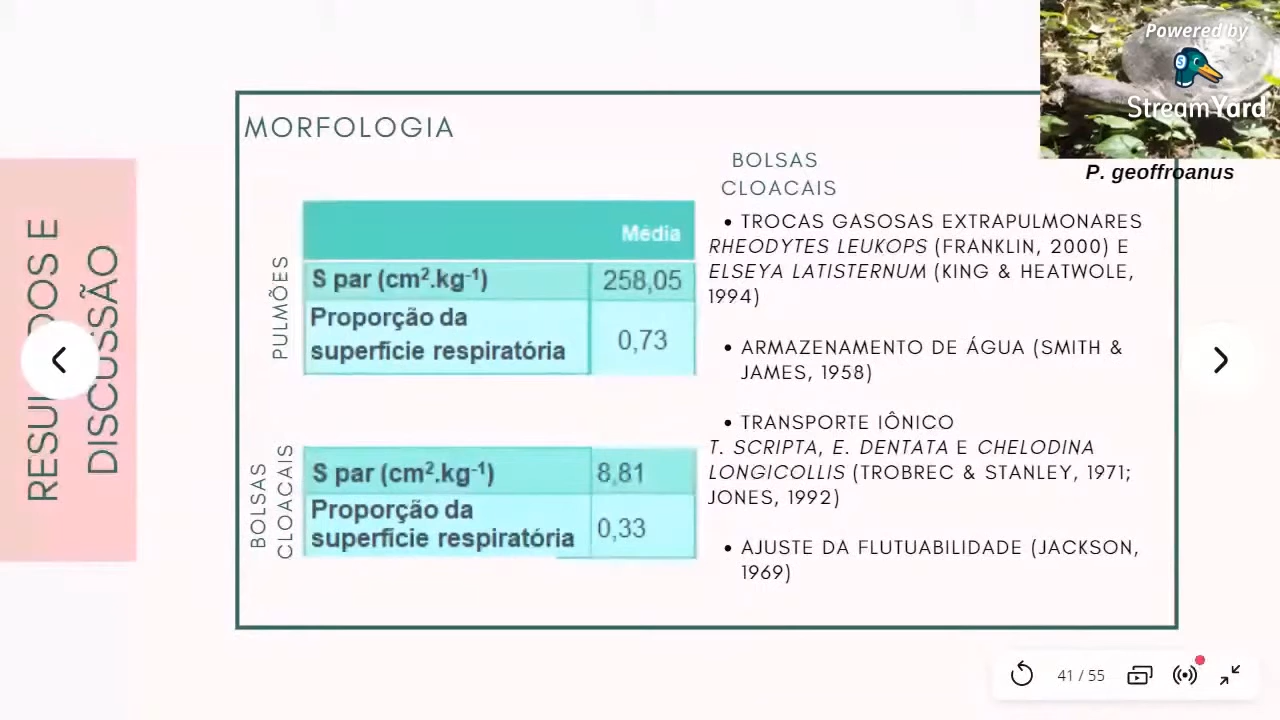 Powered by
StreamYard
P. geoffroanus
RESULTADOS E
DISCUSSÃO
MORFOLOGIA
PULMÕES
Média
S par (cm².kg⁻¹) 258,05
Proporção da
superfície respiratória 0,73
BOLSAS
CLOACAIS
S par (cm².kg⁻¹) 8,81
Proporção da
superfície respiratória 0,33
BOLSAS
CLOACAIS
• TROCAS GASOSAS EXTRAPULMONARES
RHEODYTES LEUKOPS (FRANKLIN, 2000) E
ELSEYA LATISTERNUM (KING & HEATWOLE,
1994)
• ARMAZENAMENTO DE ÁGUA (SMITH &
JAMES, 1958)
• TRANSPORTE IÔNICO
T. SCRIPTA, E. DENTATA E CHELODINA
LONGICOLLIS (TROBREC & STANLEY, 1971;
JONES, 1992)
• AJUSTE DA FLUTUABILIDADE (JACKSON,
1969)
41 / 55